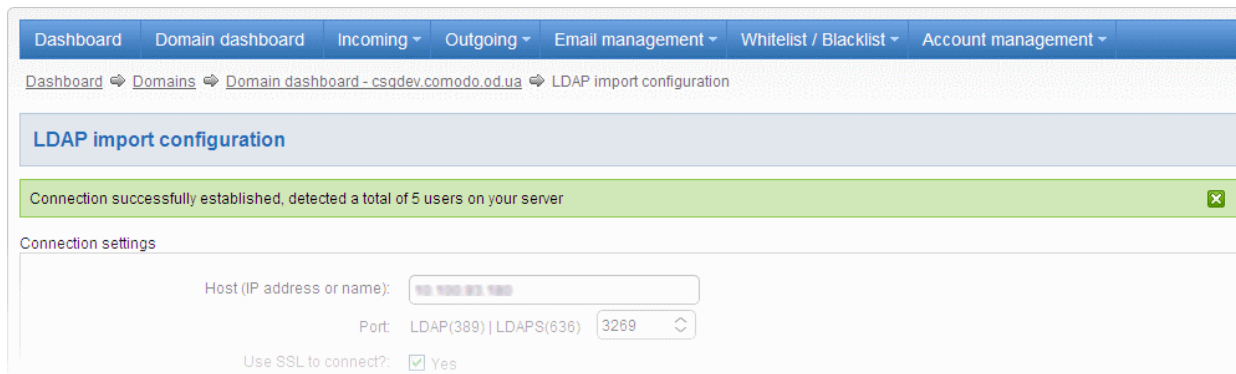 Dashboard Domain dashboard Incoming Outgoing Email management Whitelist / Blacklist Account management
Dashboard Domains Domain dashboard - csgdev.comodo.od.ua LDAP import configuration
LDAP import configuration
Connection successfully established, detected a total of 5 users on your server
Connection settings
Host (IP address or name):
Port: LDAP(389) | LDAPS(636) 3269
Use SSL to connect?: Yes